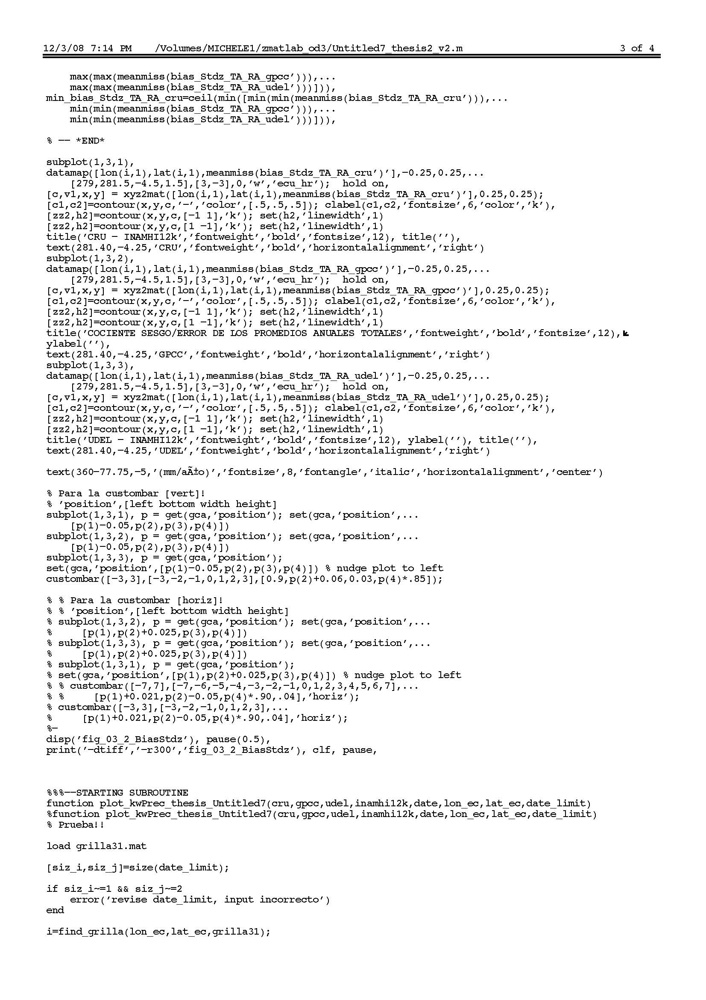 12/3/08 7:14 PM    /Volumes/MICHELE1/zmatlab_od3/Untitled7_thesis2_v2.m    3 of 4
    max(max(meanmiss(bias_Stdz_TA_RA_gpcc'))),...
    max(max(meanmiss(bias_Stdz_TA_RA_udel')))])),
min_bias_Stdz_TA_RA_cru=ceil(min([min(min(meanmiss(bias_Stdz_TA_RA_cru'))),...
    min(min(meanmiss(bias_Stdz_TA_RA_gpcc'))),...
    min(min(meanmiss(bias_Stdz_TA_RA_udel')))])),
% -- *END*
subplot(1,3,1),
datamap([lon(i,1),lat(i,1),meanmiss(bias_Stdz_TA_RA_cru')'],-0.25,0.25,...
    [279,281.5,-4.5,1.5],[3,-3],0,'w','ecu_hr');  hold on,
[c,v1,x,y] = xyz2mat([lon(i,1),lat(i,1),meanmiss(bias_Stdz_TA_RA_cru')'],0.25,0.25);
[c1,c2]=contour(x,y,c,'-','color',[.5,.5,.5]); clabel(c1,c2,'fontsize',6,'color','k'),
[zz2,h2]=contour(x,y,c,[-1 1],'k'); set(h2,'linewidth',1)
[zz2,h2]=contour(x,y,c,[1 -1],'k'); set(h2,'linewidth',1)
title('CRU - INAMHI12k','fontweight','bold','fontsize',12), title(''),
text(281.40,-4.25,'CRU','fontweight','bold','horizontalalignment','right')
subplot(1,3,2),
datamap([lon(i,1),lat(i,1),meanmiss(bias_Stdz_TA_RA_gpcc')'],-0.25,0.25,...
    [279,281.5,-4.5,1.5],[3,-3],0,'w','ecu_hr');  hold on,
[c,v1,x,y] = xyz2mat([lon(i,1),lat(i,1),meanmiss(bias_Stdz_TA_RA_gpcc')'],0.25,0.25);
[c1,c2]=contour(x,y,c,'-','color',[.5,.5,.5]); clabel(c1,c2,'fontsize',6,'color','k'),
[zz2,h2]=contour(x,y,c,[-1 1],'k'); set(h2,'linewidth',1)
[zz2,h2]=contour(x,y,c,[1 -1],'k'); set(h2,'linewidth',1)
title('COCIENTE SESGO/ERROR DE LOS PROMEDIOS ANUALES TOTALES','fontweight','bold','fontsize',12),
ylabel(''),
text(281.40,-4.25,'GPCC','fontweight','bold','horizontalalignment','right')
subplot(1,3,3),
datamap([lon(i,1),lat(i,1),meanmiss(bias_Stdz_TA_RA_udel')'],-0.25,0.25,...
    [279,281.5,-4.5,1.5],[3,-3],0,'w','ecu_hr');  hold on,
[c,v1,x,y] = xyz2mat([lon(i,1),lat(i,1),meanmiss(bias_Stdz_TA_RA_udel')'],0.25,0.25);
[c1,c2]=contour(x,y,c,'-','color',[.5,.5,.5]); clabel(c1,c2,'fontsize',6,'color','k'),
[zz2,h2]=contour(x,y,c,[-1 1],'k'); set(h2,'linewidth',1)
[zz2,h2]=contour(x,y,c,[1 -1],'k'); set(h2,'linewidth',1)
title('UDEL - INAMHI12k','fontweight','bold','fontsize',12), ylabel(''), title(''),
text(281.40,-4.25,'UDEL','fontweight','bold','horizontalalignment','right')
text(360-77.75,-5,'(mm/aÃ±o)','fontsize',8,'fontangle','italic','horizontalalignment','center')
% Para la custombar [vert]!
% 'position',[left bottom width height]
subplot(1,3,1), p = get(gca,'position'); set(gca,'position',...
    [p(1)-0.05,p(2),p(3),p(4)])
subplot(1,3,2), p = get(gca,'position'); set(gca,'position',...
    [p(1)-0.05,p(2),p(3),p(4)])
subplot(1,3,3), p = get(gca,'position');
set(gca,'position',[p(1)-0.05,p(2),p(3),p(4)]) % nudge plot to left
custombar([-3,3],[-3,-2,-1,0,1,2,3],[0.9,p(2)+0.06,0.03,p(4)*.85]);
% % Para la custombar [horiz]!
% % 'position',[left bottom width height]
% subplot(1,3,2), p = get(gca,'position'); set(gca,'position',...
%     [p(1),p(2)+0.025,p(3),p(4)])
% subplot(1,3,3), p = get(gca,'position'); set(gca,'position',...
%     [p(1),p(2)+0.025,p(3),p(4)])
% subplot(1,3,1), p = get(gca,'position');
% set(gca,'position',[p(1),p(2)+0.025,p(3),p(4)]) % nudge plot to left
% % custombar([-7,7],[-7,-6,-5,-4,-3,-2,-1,0,1,2,3,4,5,6,7],...
% %     [p(1)+0.021,p(2)-0.05,p(4)*.90,.04],'horiz');
% custombar([-3,3],[-3,-2,-1,0,1,2,3],...
%     [p(1)+0.021,p(2)-0.05,p(4)*.90,.04],'horiz');
%-
disp('fig_03_2_BiasStdz'), pause(0.5),
print('-dtiff','-r300','fig_03_2_BiasStdz'), clf, pause,
%%%--STARTING SUBROUTINE
function plot_kwPrec_thesis_Untitled7(cru,gpcc,udel,inamhi12k,date,lon_ec,lat_ec,date_limit)
%function plot_kwPrec_thesis_Untitled7(cru,gpcc,udel,inamhi12k,date,lon_ec,lat_ec,date_limit)
% Prueba!!
load grilla31.mat
[siz_i,siz_j]=size(date_limit);
if siz_i~=1 && siz_j~=2
    error('revise date_limit, input incorrecto')
end
i=find_grilla(lon_ec,lat_ec,grilla31);